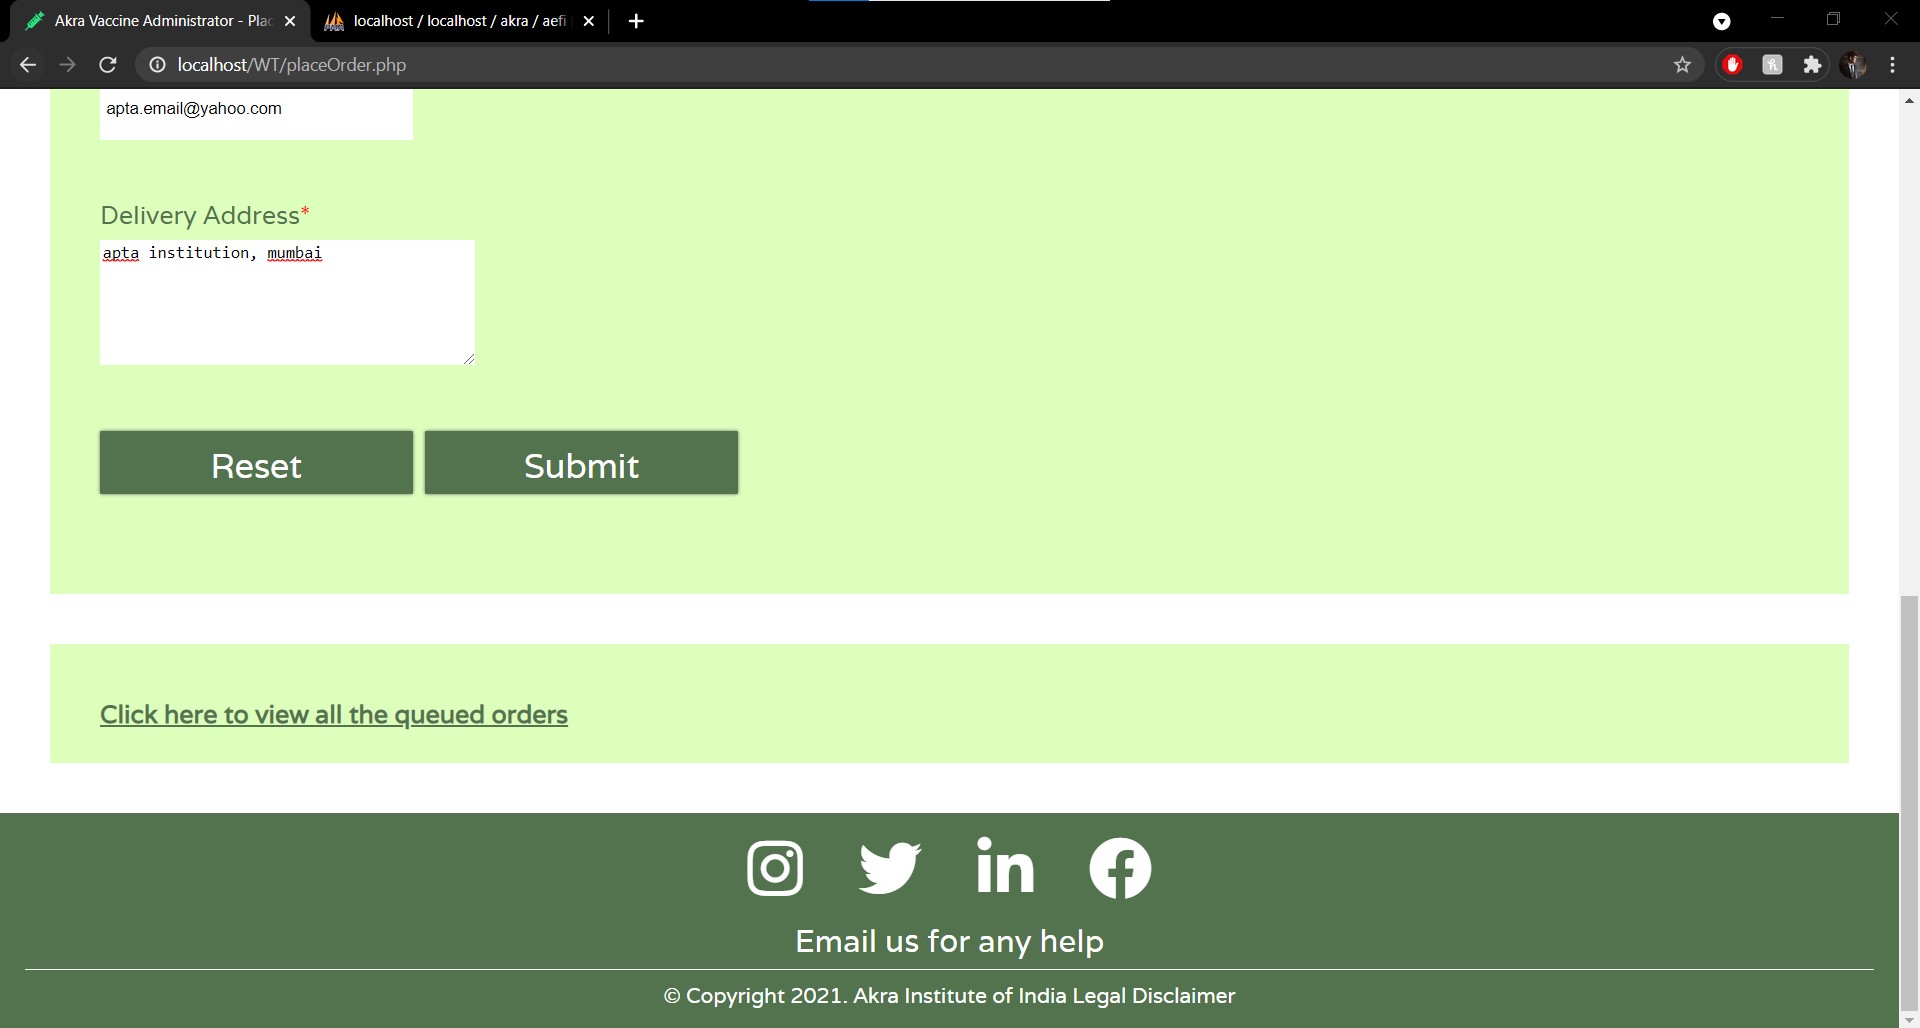 Akra Vaccine Administrator - Plac
localhost / localhost / akra / aefi
localhost/WT/placeOrder.php
apta.email@yahoo.com
Delivery Address*
apta institution, mumbai
Reset Submit
Click here to view all the queued orders
Email us for any help
© Copyright 2021. Akra Institute of India Legal Disclaimer